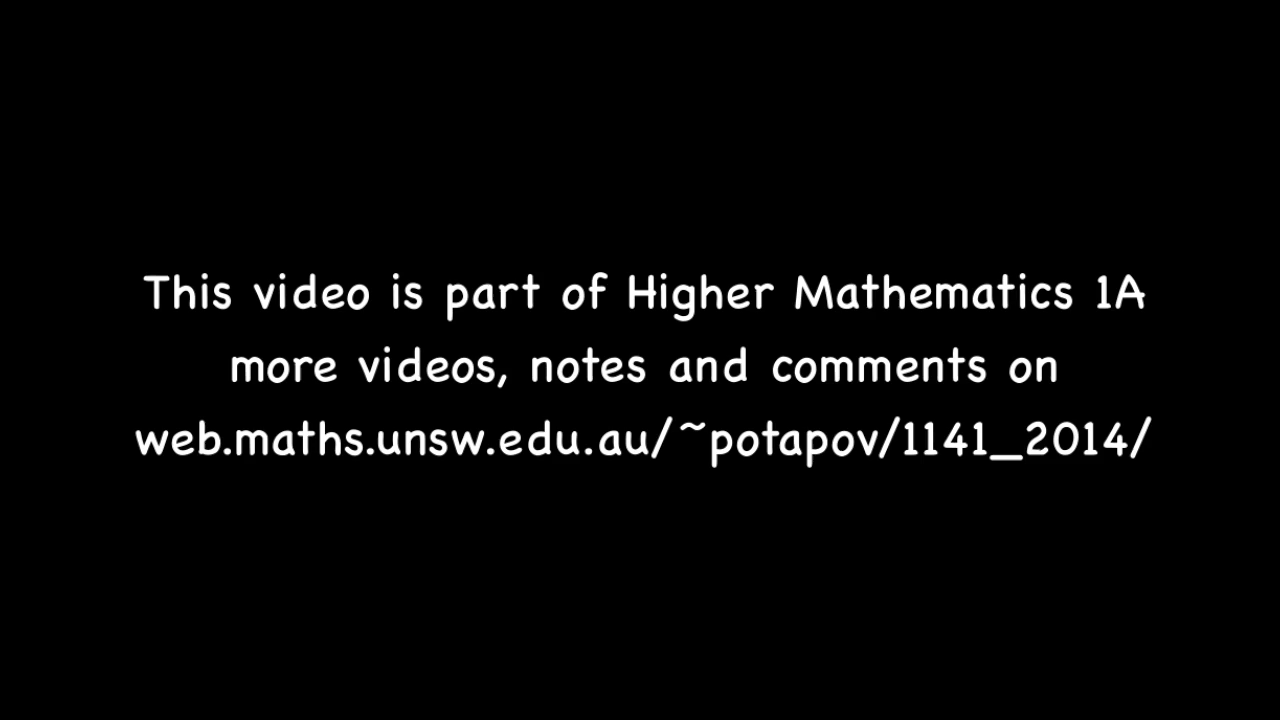 This video is part of Higher Mathematics 1A
more videos, notes and comments on
web.maths.unsw.edu.au/~potapov/1141_2014/